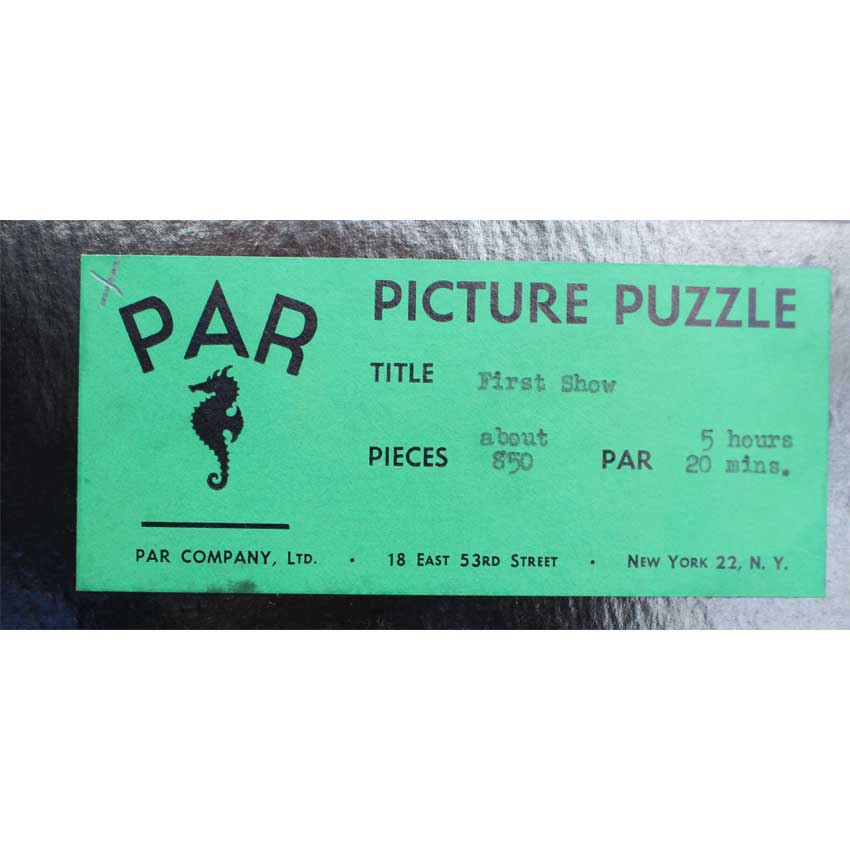 PAR
PICTURE PUZZLE
TITLE First Show
PIECES about 850 PAR 5 hours 20 mins.
PAR COMPANY, LTD. · 18 EAST 53RD STREET · NEW YORK 22, N. Y.